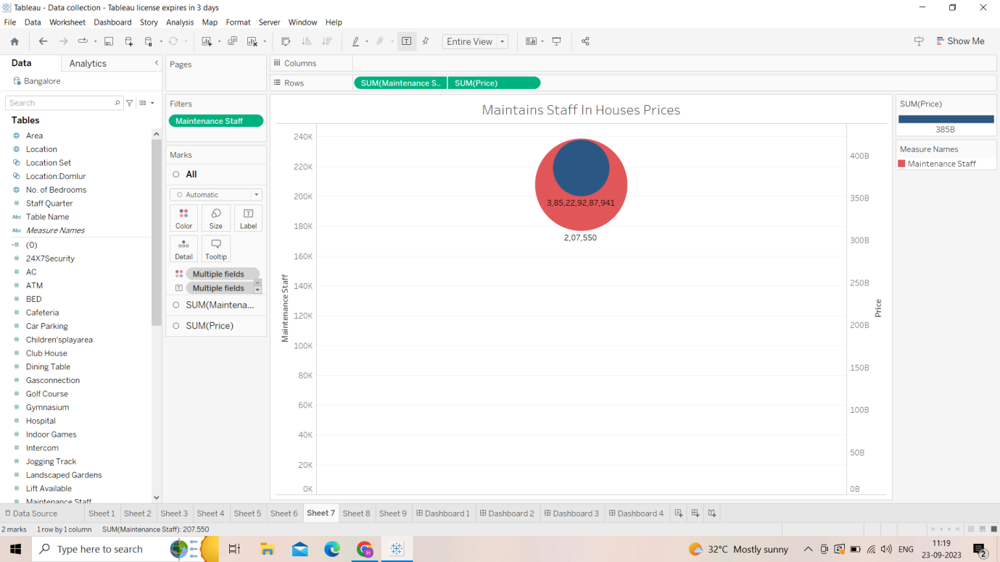 Tableau - Data collection - Tableau license expires in 3 days
File Data Worksheet Dashboard Story Analysis Map Format Server Window Help
Entire View
Show Me
Data
Analytics
Bangalore
Search
Tables
Area
Location
Location Set
Location:Domlur
No. of Bedrooms
# Staff Quarter
Abc Table Name
Abc Measure Names
# (0)
# 24X7Security
# AC
# ATM
# BED
# Cafeteria
# Car Parking
# Children'splayarea
# Club House
# Dining Table
# Gasconnection
# Golf Course
# Gymnasium
# Hospital
# Indoor Games
# Intercom
# Jogging Track
# Landscaped Gardens
# Lift Available
# Maintenance Staff
Pages
Filters
Maintenance Staff
Marks
All
Automatic
Color Size Label
Detail Tooltip
Multiple fields
Multiple fields
SUM(Maintena...
SUM(Price)
Columns
Rows
SUM(Maintenance S..
SUM(Price)
Maintains Staff In Houses Prices
240K
220K
200K
180K
160K
140K
120K
100K
80K
60K
40K
20K
0K
Maintenance Staff
3,85,22,92,87,941
2,07,550
400B
350B
300B
250B
200B
150B
100B
50B
0B
Price
SUM(Price)
385B
Measure Names
Maintenance Staff
Data Source Sheet 1 Sheet 2 Sheet 3 Sheet 4 Sheet 5 Sheet 6 Sheet 7 Sheet 8 Sheet 9 Dashboard 1 Dashboard 2 Dashboard 3 Dashboard 4
2 marks 1 row by 1 column SUM(Maintenance Staff): 207.550
Type here to search
32°C Mostly sunny
ENG
11:19
23-09-2023
2